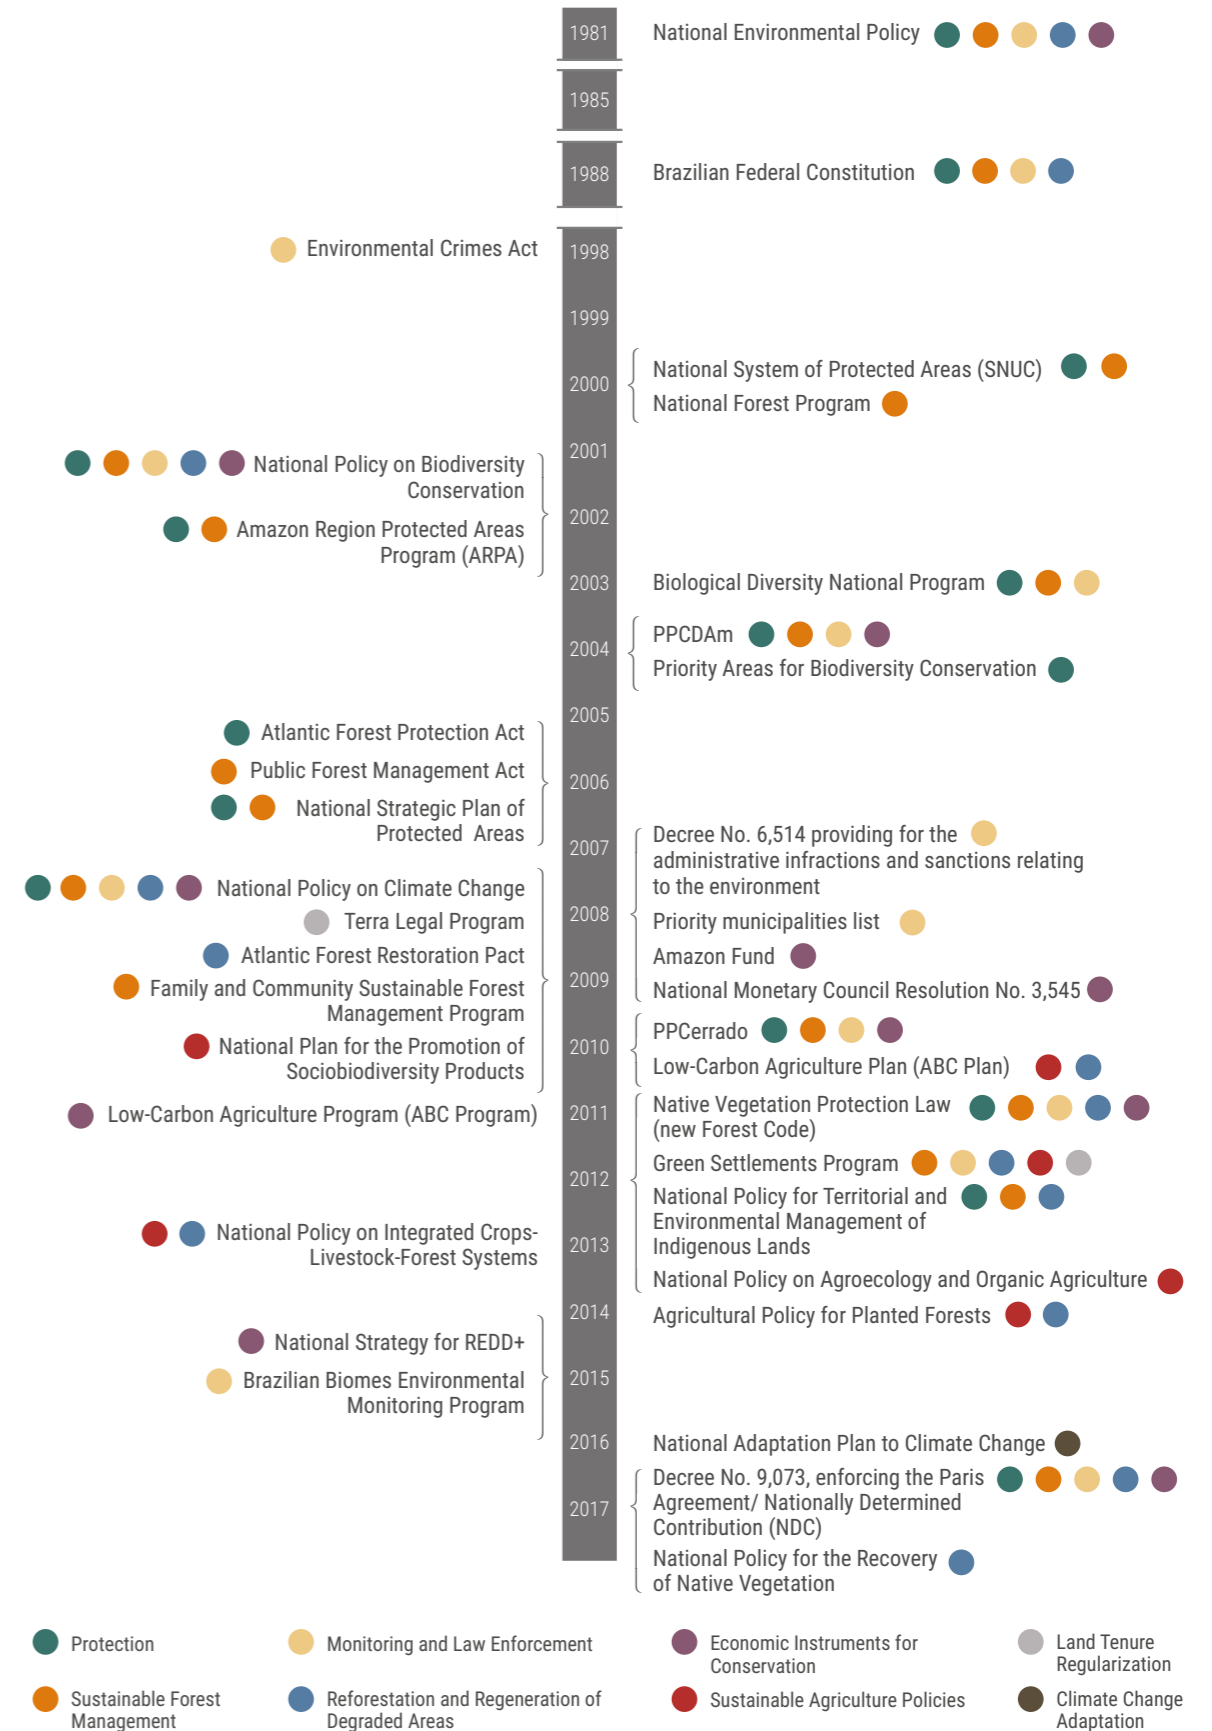 1981
National Environmental Policy
1985
1988
Brazilian Federal Constitution
Environmental Crimes Act
1998
1999
2000
National System of Protected Areas (SNUC)
National Forest Program
2001
National Policy on Biodiversity
Conservation
2002
Amazon Region Protected Areas
Program (ARPA)
2003
Biological Diversity National Program
2004
PPCDAm
Priority Areas for Biodiversity Conservation
2005
Atlantic Forest Protection Act
Public Forest Management Act
2006
National Strategic Plan of
Protected Areas
2007
Decree No. 6,514 providing for the
administrative infractions and sanctions relating
to the environment
National Policy on Climate Change
2008
Terra Legal Program
Priority municipalities list
Atlantic Forest Restoration Pact
Amazon Fund
2009
Family and Community Sustainable Forest
Management Program
National Monetary Council Resolution No. 3,545
PPCerrado
2010
National Plan for the Promotion of
Sociobiodiversity Products
Low-Carbon Agriculture Plan (ABC Plan)
Low-Carbon Agriculture Program (ABC Program)
2011
Native Vegetation Protection Law
(new Forest Code)
Green Settlements Program
2012
National Policy for Territorial and
Environmental Management of
Indigenous Lands
National Policy on Integrated Crops-
Livestock-Forest Systems
2013
National Policy on Agroecology and Organic Agriculture
2014
Agricultural Policy for Planted Forests
National Strategy for REDD+
2015
Brazilian Biomes Environmental
Monitoring Program
2016
National Adaptation Plan to Climate Change
2017
Decree No. 9,073, enforcing the Paris
Agreement/ Nationally Determined
Contribution (NDC)
National Policy for the Recovery
of Native Vegetation
Protection
Monitoring and Law Enforcement
Economic Instruments for
Conservation
Land Tenure
Regularization
Sustainable Forest
Management
Reforestation and Regeneration of
Degraded Areas
Sustainable Agriculture Policies
Climate Change
Adaptation